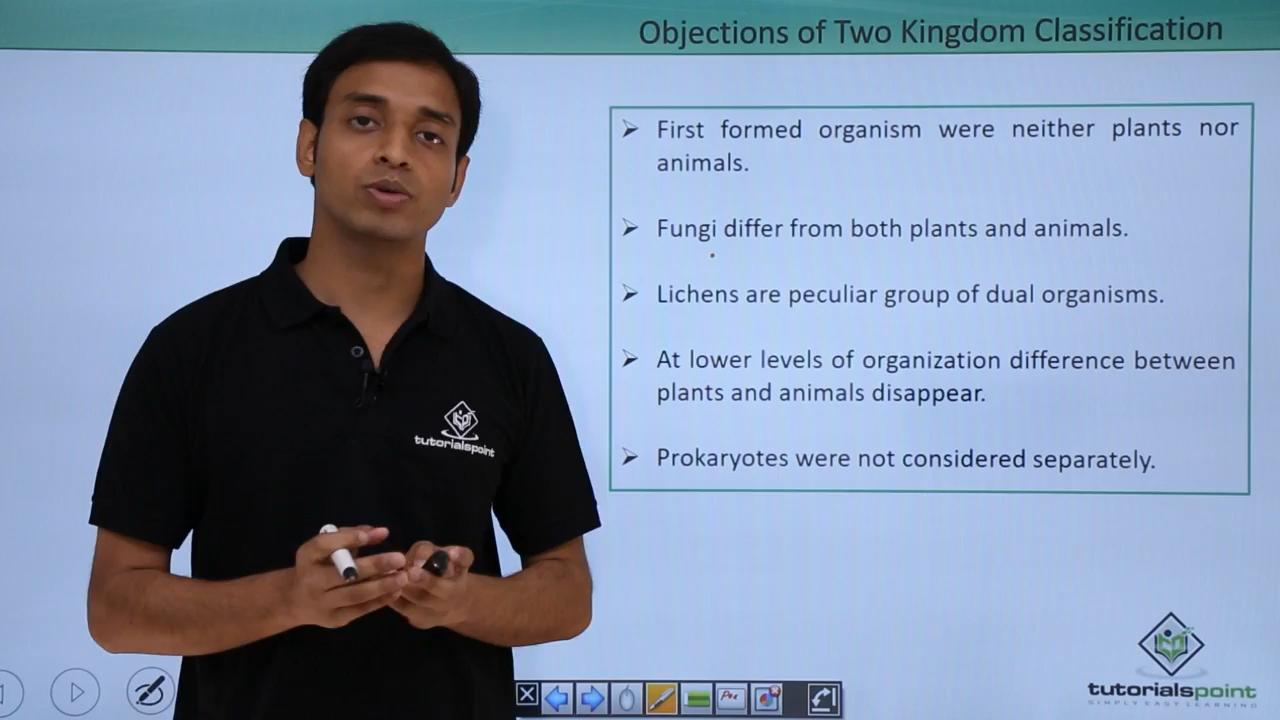 Objections of Two Kingdom Classification
➢ First formed organism were neither plants nor
animals.
➢ Fungi differ from both plants and animals.
➢ Lichens are peculiar group of dual organisms.
➢ At lower levels of organization difference between
plants and animals disappear.
➢ Prokaryotes were not considered separately.
tutorialspoint
tutorialspoint
SIMPLY EASY LEARNING